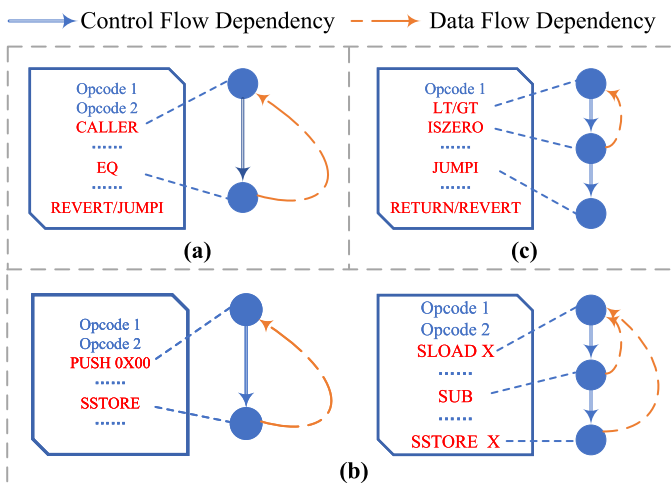 Control Flow Dependency
Data Flow Dependency
Opcode 1
Opcode 2
CALLER
......
EQ
......
REVERT/JUMPI
(a)
Opcode 1
LT/GT
ISZERO
......
JUMPI
......
RETURN/REVERT
(c)
Opcode 1
Opcode 2
PUSH 0X00
......
SSTORE
......
Opcode 1
Opcode 2
SLOAD X
......
SUB
......
SSTORE X
(b)